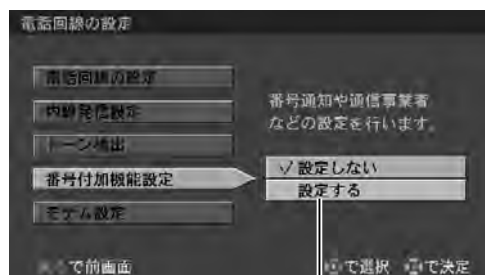 電話回線の設定
電話回線の設定
内線発信設定
トーン検出
番号付加機能設定
モデム設定
番号通知や通信事業者
などの設定を行います。
✓設定しない
設定する
で前画面
で選択
で決定